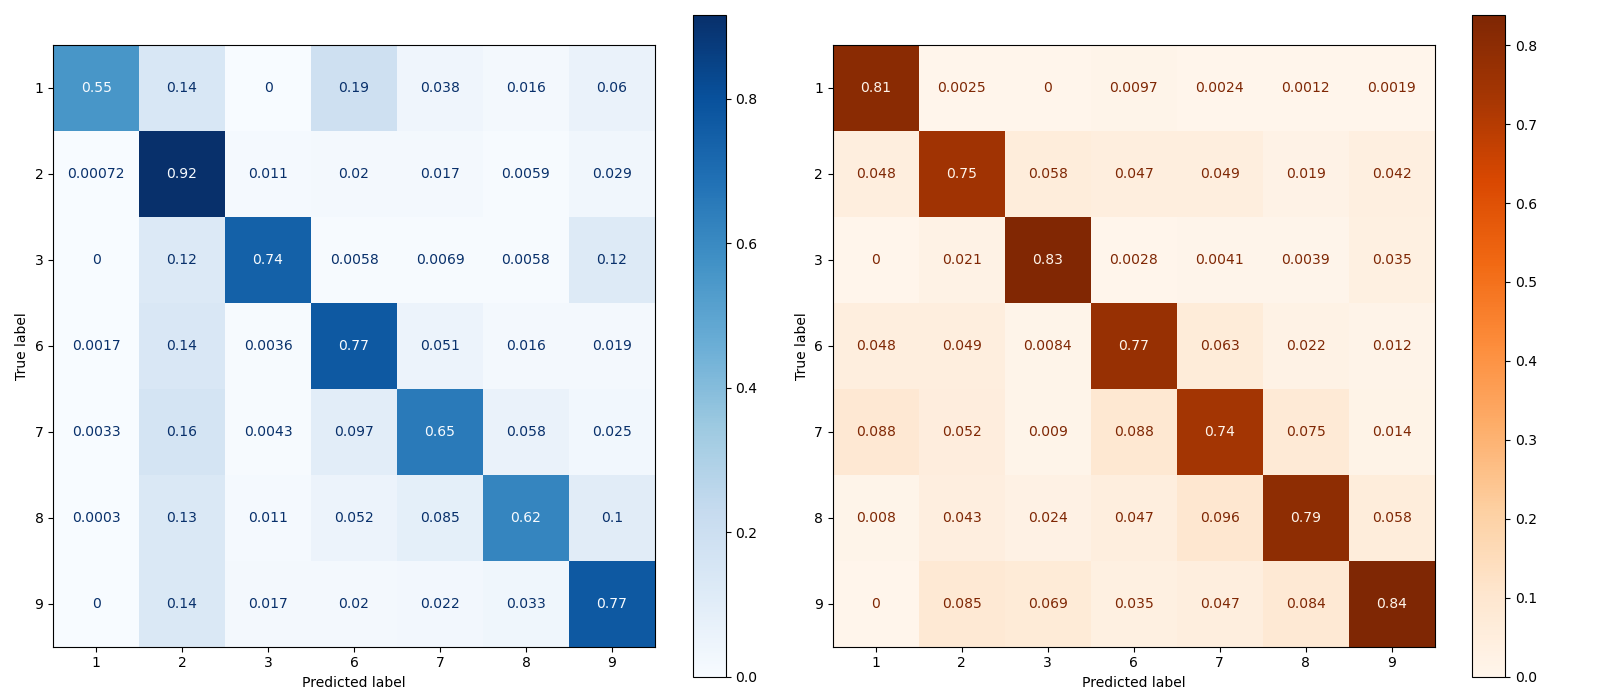 1 0.55 0.14 0 0.19 0.038 0.016 0.06
2 0.00072 0.92 0.011 0.02 0.017 0.0059 0.029
3 0 0.12 0.74 0.0058 0.0069 0.0058 0.12
6 0.0017 0.14 0.0036 0.77 0.051 0.016 0.019
7 0.0033 0.16 0.0043 0.097 0.65 0.058 0.025
8 0.0003 0.13 0.011 0.052 0.085 0.62 0.1
9 0 0.14 0.017 0.02 0.022 0.033 0.77
1 2 3 6 7 8 9
True label
Predicted label
0.8
0.6
0.4
0.2
0.0
1 0.81 0.0025 0 0.0097 0.0024 0.0012 0.0019
2 0.048 0.75 0.058 0.047 0.049 0.019 0.042
3 0 0.021 0.83 0.0028 0.0041 0.0039 0.035
6 0.048 0.049 0.0084 0.77 0.063 0.022 0.012
7 0.088 0.052 0.009 0.088 0.74 0.075 0.014
8 0.008 0.043 0.024 0.047 0.096 0.79 0.058
9 0 0.085 0.069 0.035 0.047 0.084 0.84
1 2 3 6 7 8 9
True label
Predicted label
0.8
0.7
0.6
0.5
0.4
0.3
0.2
0.1
0.0